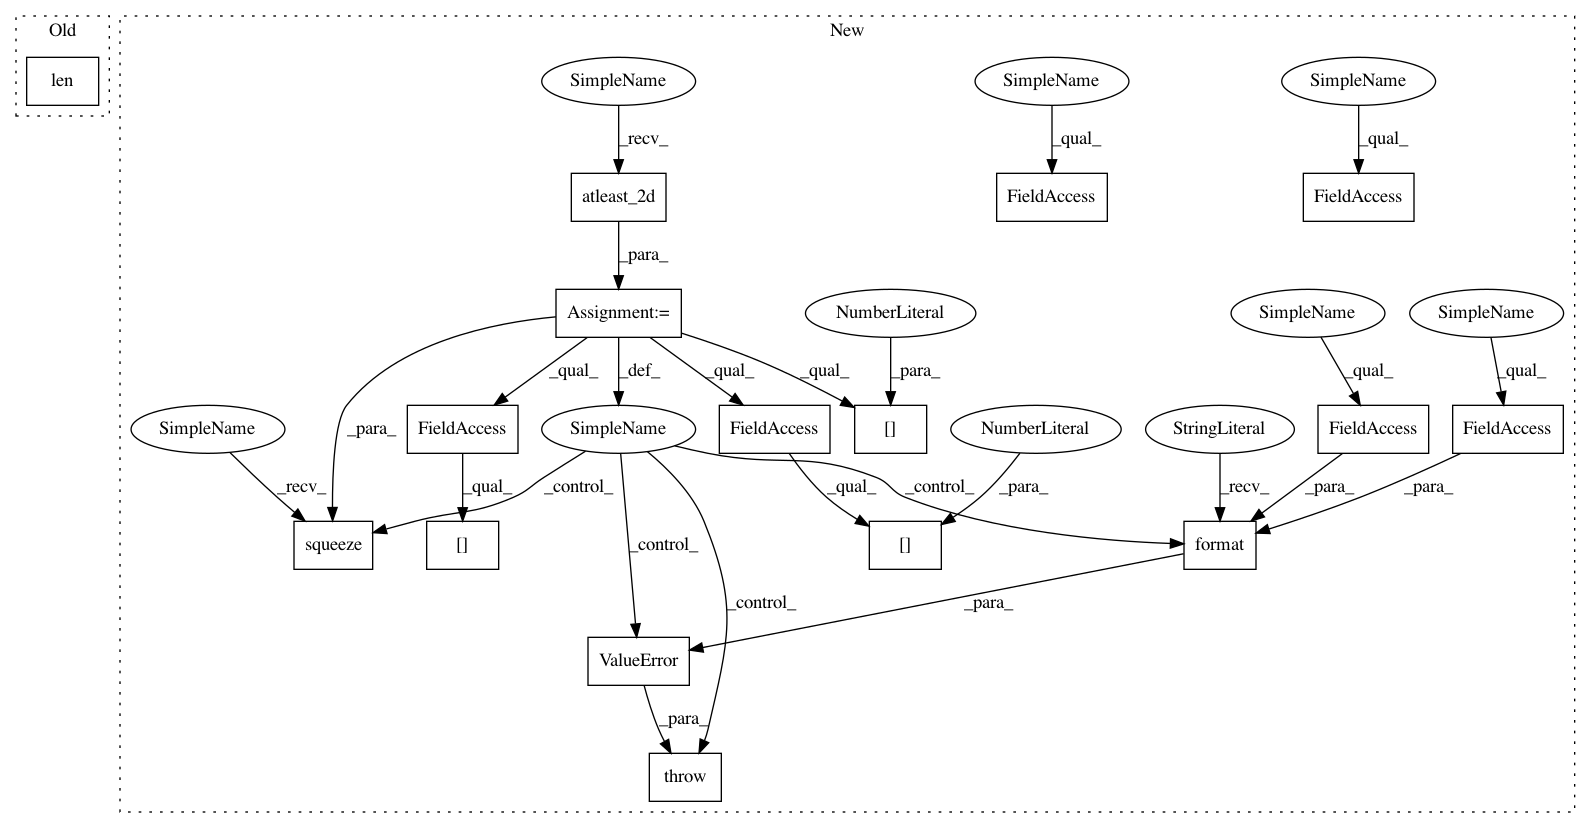 Old
New
len
SimpleName
SimpleName
SimpleName
_recv_
_qual_
_qual_
atleast_2d
FieldAccess
FieldAccess
_para_
Assignment:=
NumberLiteral
SimpleName
SimpleName
_qual_
_def_
_qual_
_qual_
_para_
_qual_
_qual_
SimpleName
_para_
FieldAccess
SimpleName
FieldAccess
[]
NumberLiteral
StringLiteral
FieldAccess
FieldAccess
_recv_
_qual_
_control_
_qual_
_control_
_para_
_recv_
_para_
_para_
squeeze
[]
_control_
[]
format
_control_
_para_
ValueError
_para_
throw